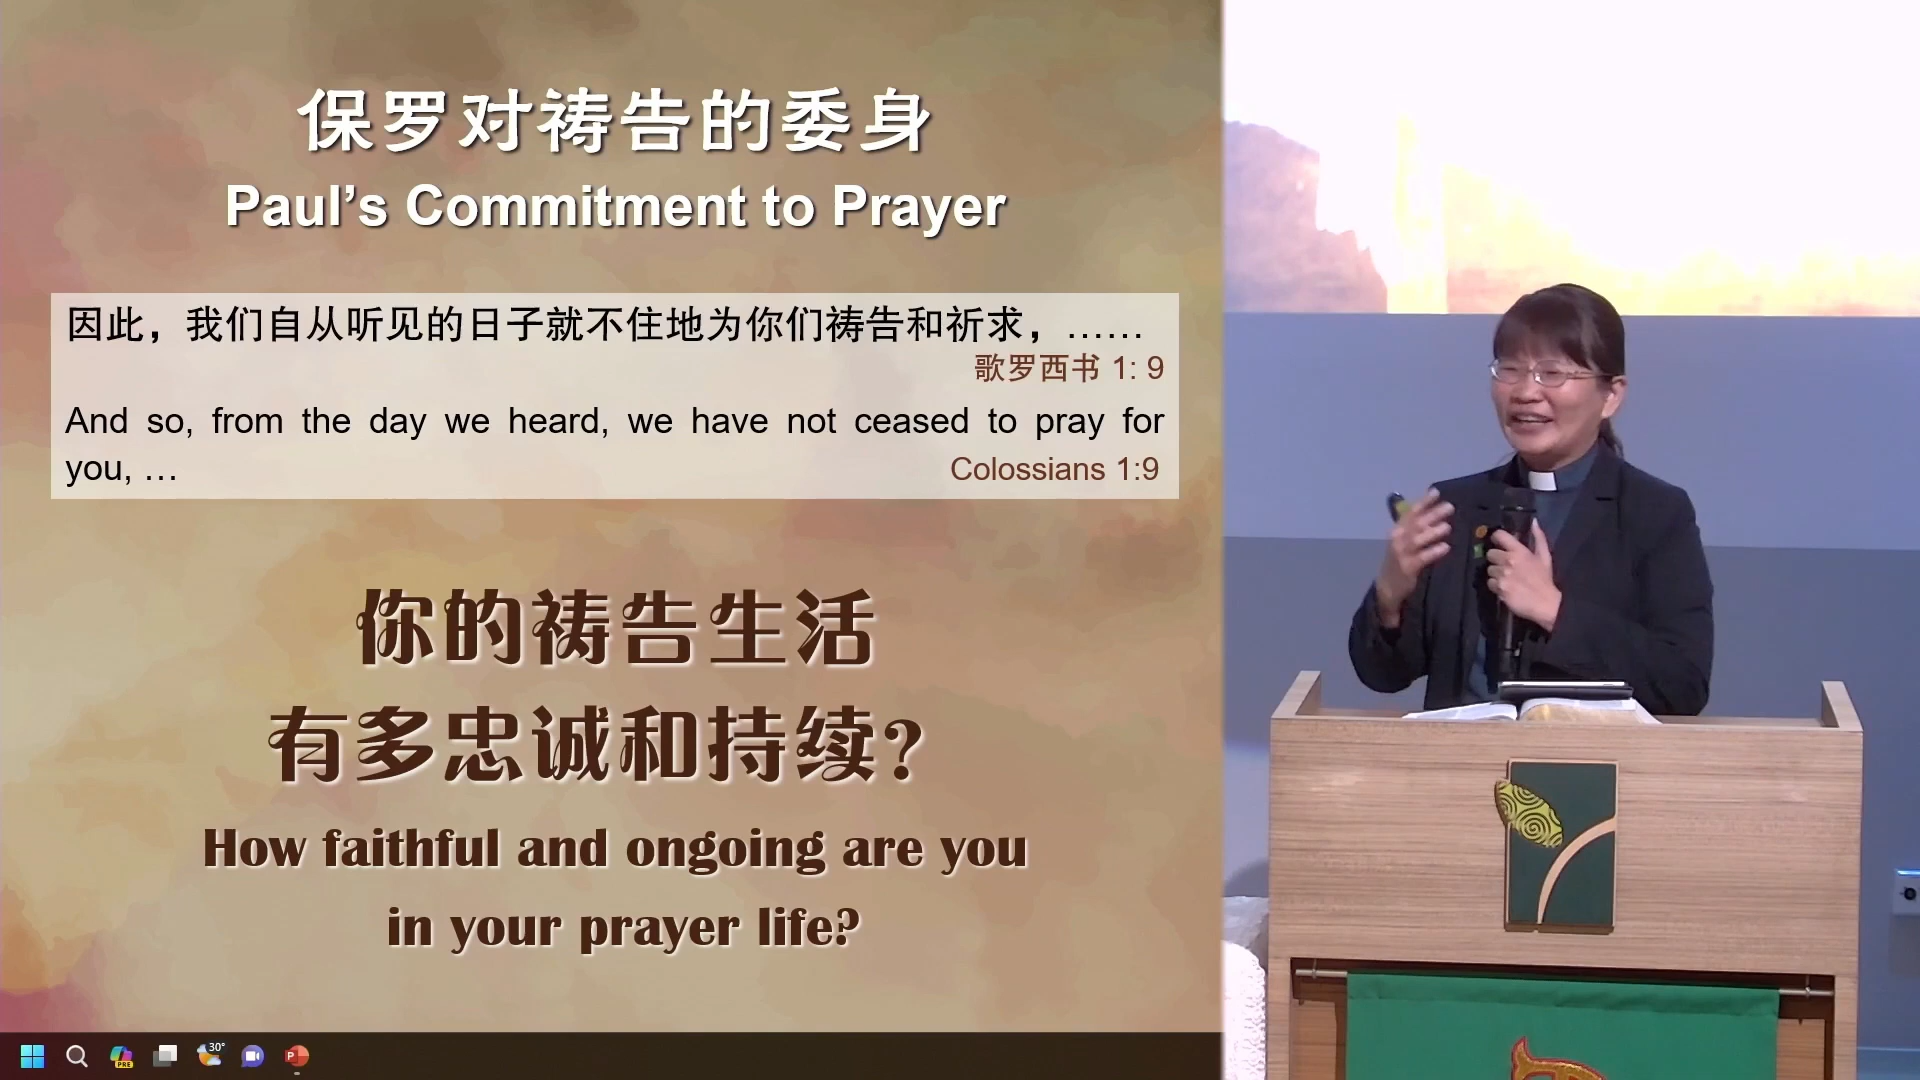 保罗对祷告的委身
Paul’s Commitment to Prayer
因此，我们自从听见的日子就不住地为你们祷告和祈求，……
歌罗西书 1: 9
And so, from the day we heard, we have not ceased to pray for
you, …
Colossians 1:9
你的祷告生活
有多忠诚和持续?
How faithful and ongoing are you
in your prayer life?
PRE
30°
P